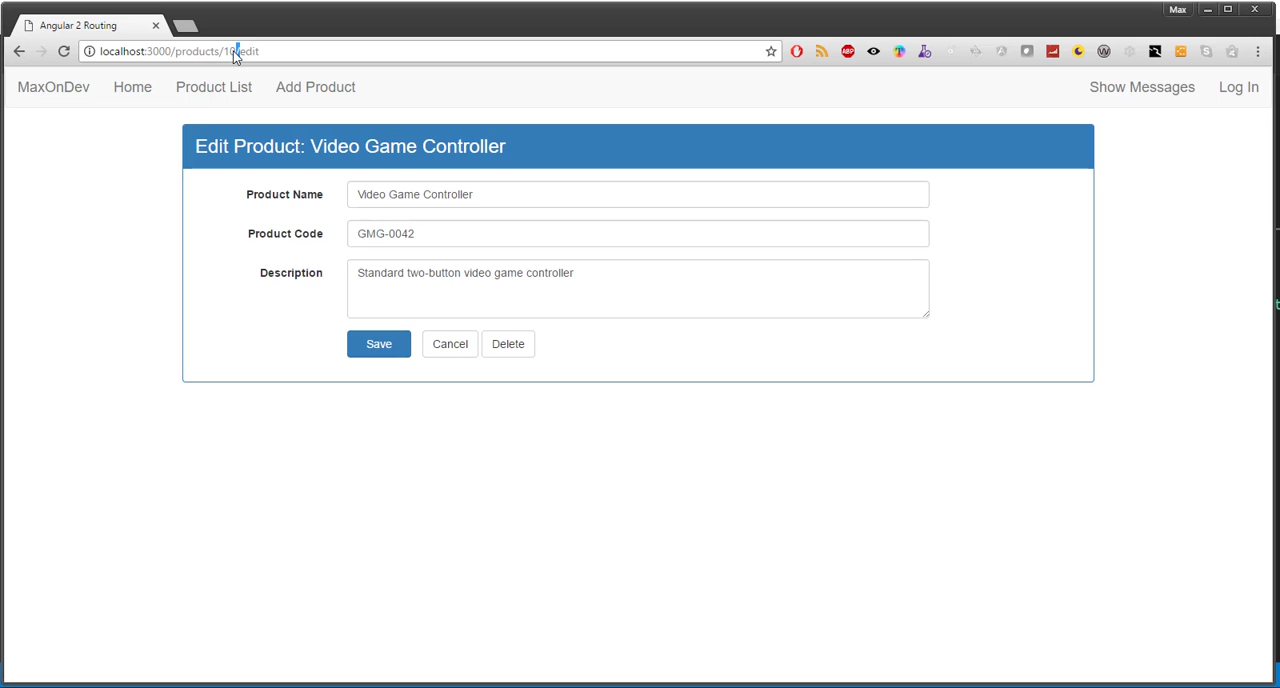 Angular 2 Routing
Max
localhost:3000/products/10/edit
MaxOnDev Home Product List Add Product Show Messages Log In
Edit Product: Video Game Controller
Product Name Video Game Controller
Product Code GMG-0042
Description Standard two-button video game controller
Save Cancel Delete